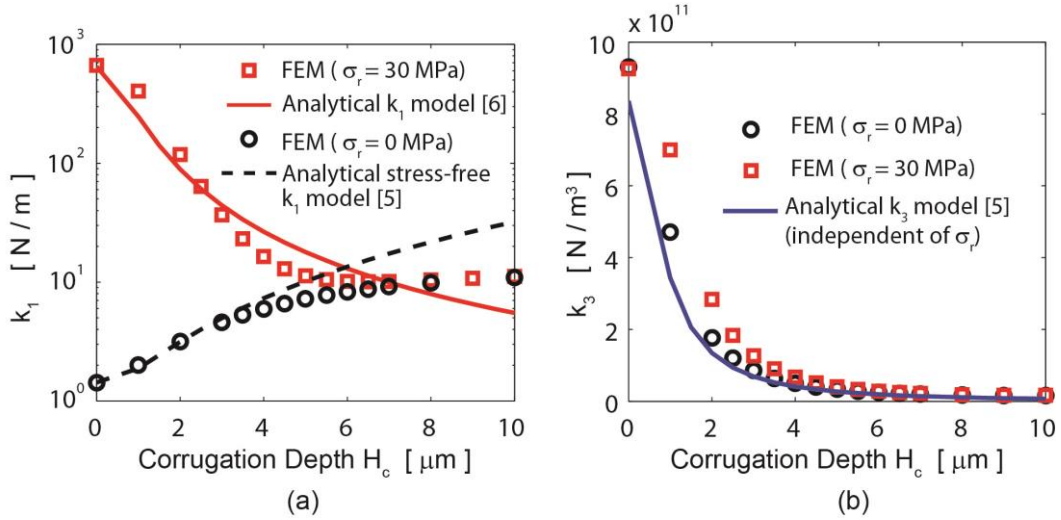 10³
10²
10¹
10⁰
k₁ [ N / m ]
FEM ( σᵣ = 30 MPa)
Analytical k₁ model [6]
FEM (σᵣ = 0 MPa)
Analytical stress-free
k₁ model [5]
0 2 4 6 8 10
Corrugation Depth H_c [ μm ]
(a)
x 10¹¹
10
8
6
4
2
0
k₃ [ N / m³ ]
FEM ( σᵣ = 0 MPa)
FEM ( σᵣ = 30 MPa)
Analytical k₃ model [5]
(independent of σᵣ)
0 2 4 6 8 10
Corrugation Depth H_c [ μm ]
(b)